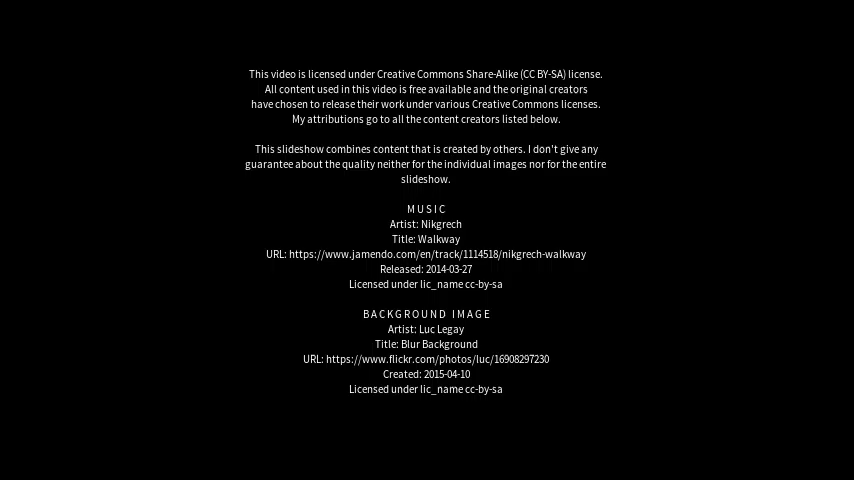 This video is licensed under Creative Commons Share-Alike (CC BY-SA) license.
All content used in this video is free available and the original creators
have chosen to release their work under various Creative Commons licenses.
My attributions go to all the content creators listed below.
This slideshow combines content that is created by others. I don't give any
guarantee about the quality neither for the individual images nor for the entire
slideshow.
MUSIC
Artist: Nikgrech
Title: Walkway
URL: https://www.jamendo.com/en/track/1114518/nikgrech-walkway
Released: 2014-03-27
Licensed under lic_name cc-by-sa
BACKGROUND IMAGE
Artist: Luc Legay
Title: Blur Background
URL: https://www.flickr.com/photos/luc/16908297230
Created: 2015-04-10
Licensed under lic_name cc-by-sa